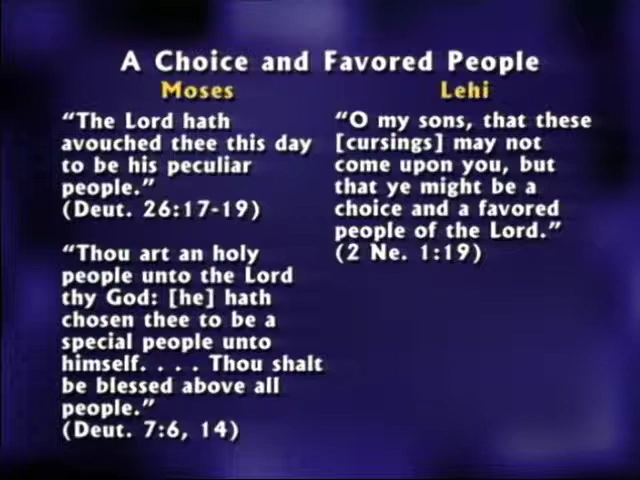 A Choice and Favored People
Moses
"The Lord hath
avouched thee this day
to be his peculiar
people."
(Deut. 26:17-19)
"Thou art an holy
people unto the Lord
thy God: [he] hath
chosen thee to be a
special people unto
himself. . . . Thou shalt
be blessed above all
people."
(Deut. 7:6, 14)
Lehi
"O my sons, that these
[cursings] may not
come upon you, but
that ye might be a
choice and a favored
people of the Lord."
(2 Ne. 1:19)